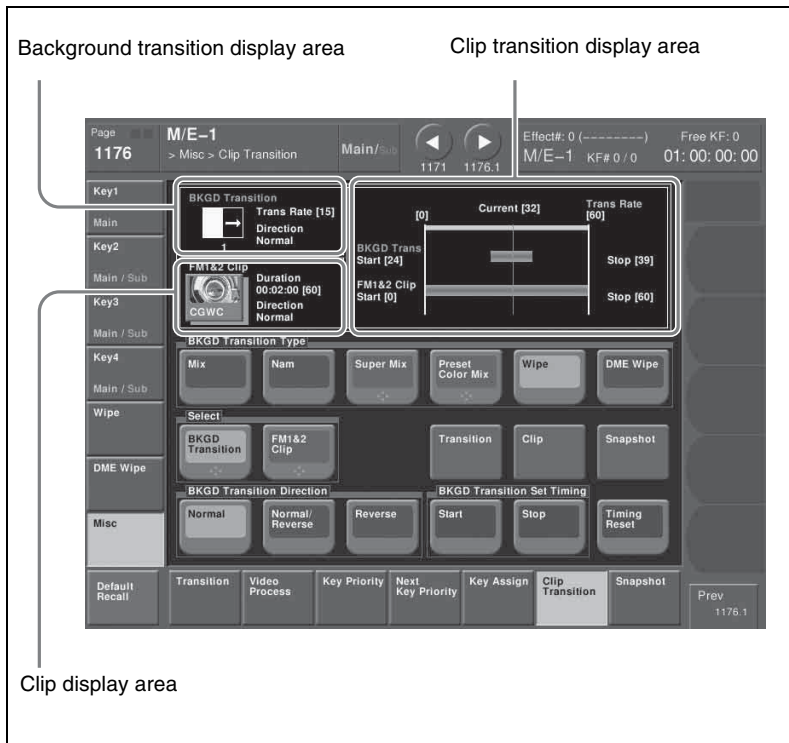 Background transition display area
Clip transition display area
Page
1176
M/E–1
> Misc > Clip Transition
Main/Sub
1171
1176.1
Effect#: 0 (--------)
M/E–1 KF# 0 / 0
Free KF: 0
01: 00: 00: 00
Key1
Main
Key2
Main / Sub
Key3
Main / Sub
Key4
Main / Sub
Wipe
DME Wipe
Misc
Default
Recall
BKGD Transition
1
Trans Rate [15]
Direction
Normal
FM1&2 Clip
CGWC
Duration
00:02:00 [60]
Direction
Normal
[0]
Current [32]
Trans Rate
[60]
BKGD Trans
Start [24]
Stop [39]
FM1&2 Clip
Start [0]
Stop [60]
BKGD Transition Type
Mix
Nam
Super Mix
Preset
Color Mix
Wipe
DME Wipe
Select
BKGD
Transition
FM1&2
Clip
Transition
Clip
Snapshot
BKGD Transition Direction
Normal
Normal/
Reverse
Reverse
BKGD Transition Set Timing
Start
Stop
Timing
Reset
Transition
Video
Process
Key Priority
Next
Key Priority
Key Assign
Clip
Transition
Snapshot
Prev
1176.1
Clip display area